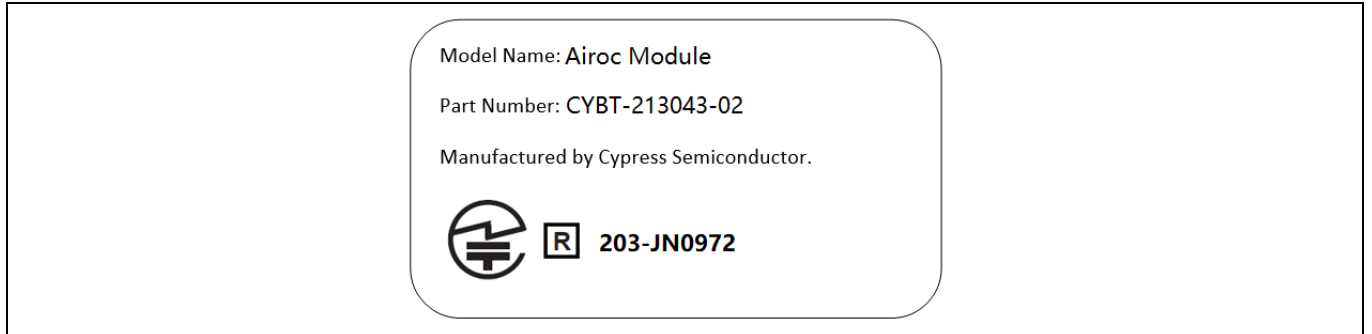 Model Name: Airoc Module
Part Number: CYBT-213043-02
Manufactured by Cypress Semiconductor.
R 203-JN0972